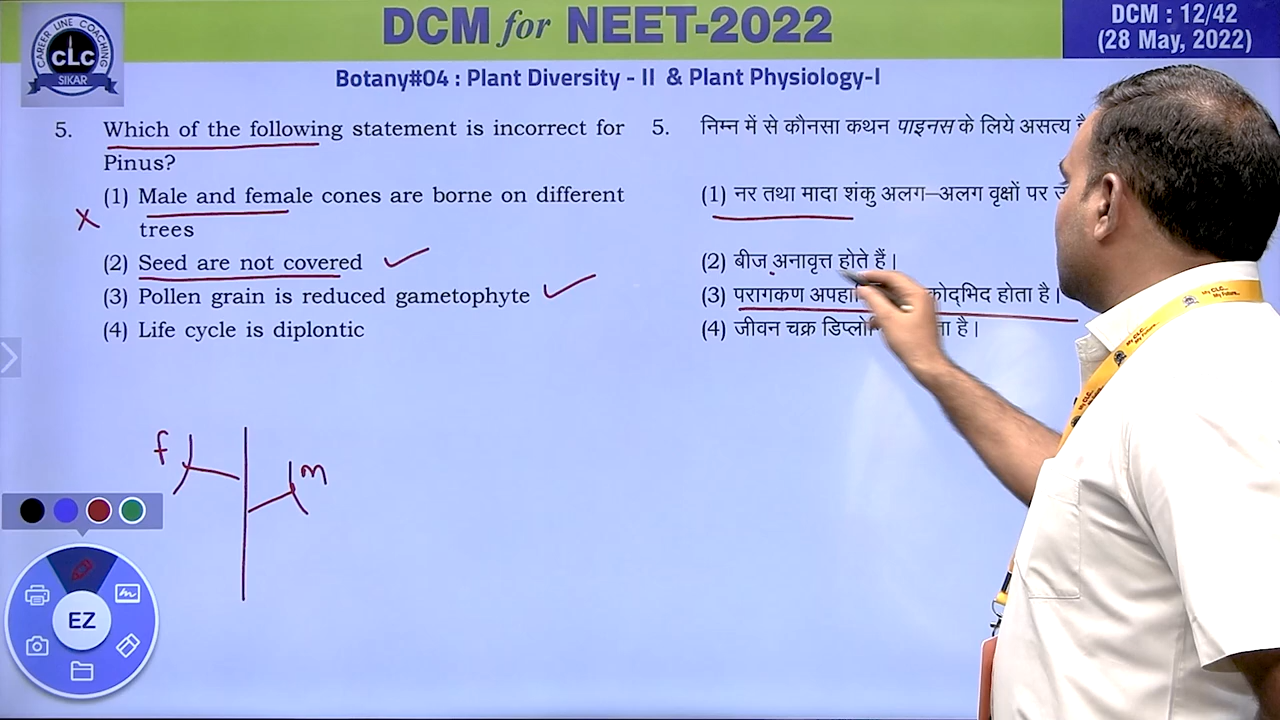 CAREER LINE COACHING
CLC
SIKAR
DCM for NEET-2022
DCM : 12/42
(28 May, 2022)
Botany#04 : Plant Diversity - II & Plant Physiology-I
5. Which of the following statement is incorrect for
Pinus?
(1) Male and female cones are borne on different
trees
(2) Seed are not covered
(3) Pollen grain is reduced gametophyte
(4) Life cycle is diplontic
5. निम्न में से कौनसा कथन पाइनस के लिये असत्य
(1) नर तथा मादा शंकु अलग–अलग वृक्षों पर
(2) बीज अनावृत्त होते हैं।
(3) परागकण होता है।
(4) जीवन चक्र है।
f
m
EZ
My CLC..
My Future..